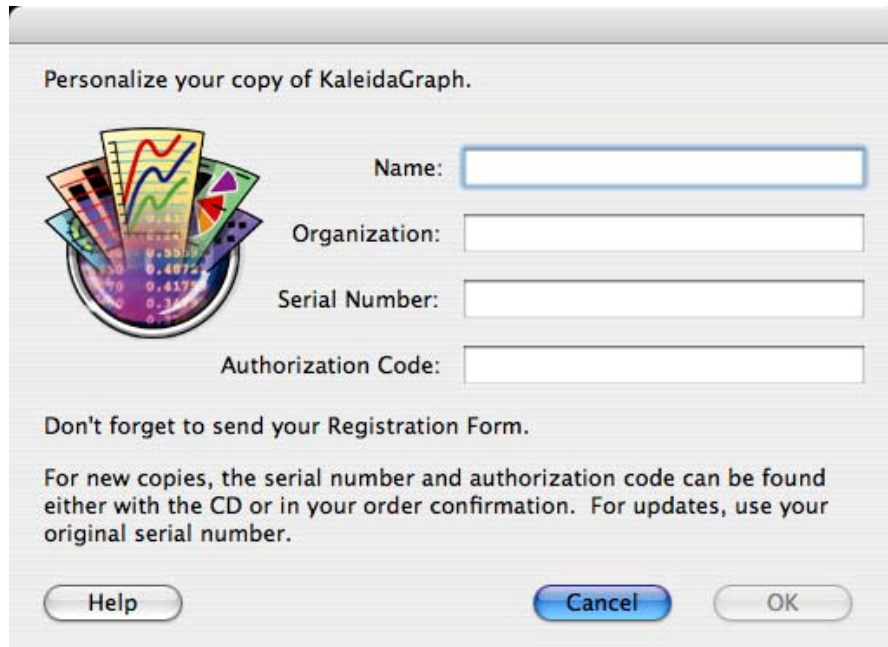 Personalize your copy of KaleidaGraph.
Name:
Organization:
Serial Number:
Authorization Code:
Don't forget to send your Registration Form.
For new copies, the serial number and authorization code can be found
either with the CD or in your order confirmation.  For updates, use your
original serial number.
Help
Cancel
OK